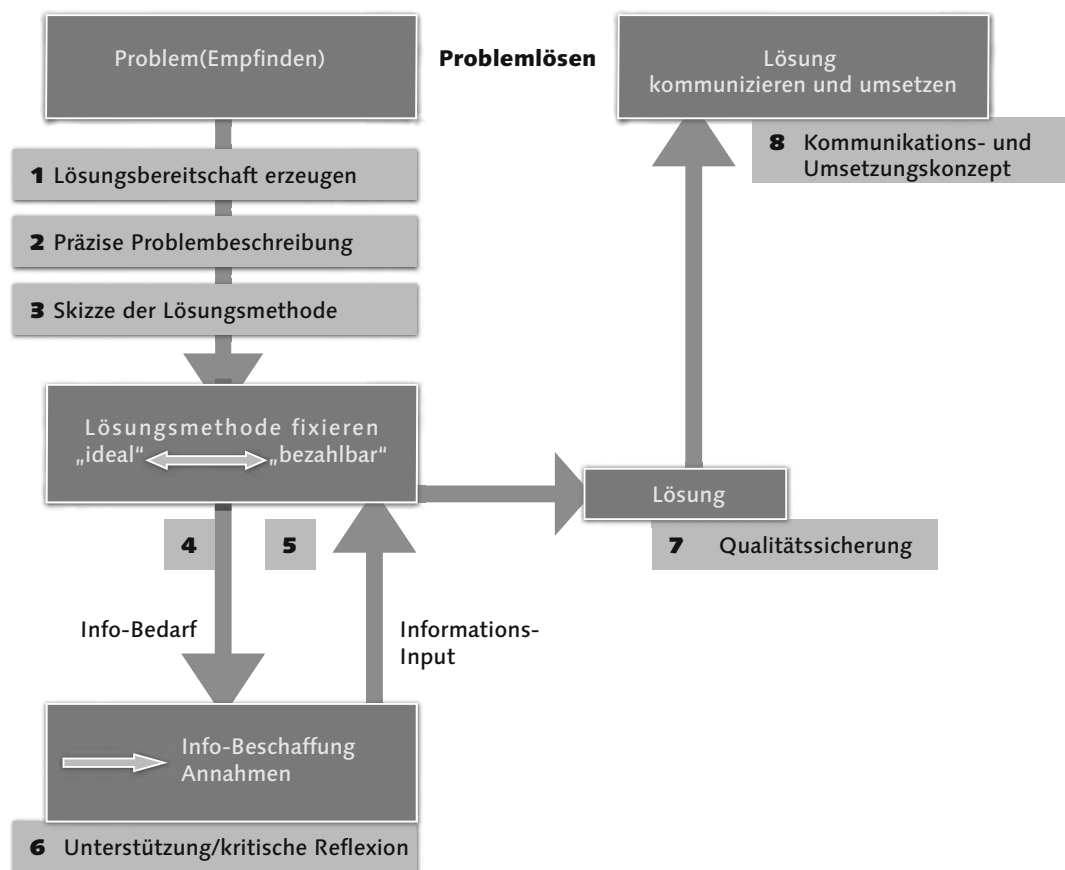 Problem(Empfinden)
Problemlösen
Lösung
kommunizieren und umsetzen
8 Kommunikations- und
Umsetzungskonzept
1 Lösungsbereitschaft erzeugen
2 Präzise Problembeschreibung
3 Skizze der Lösungsmethode
Lösungsmethode fixieren
„ideal“ „bezahlbar“
Lösung
7 Qualitätssicherung
4
5
Info-Bedarf
Informations-
Input
Info-Beschaffung
Annahmen
6 Unterstützung/kritische Reflexion